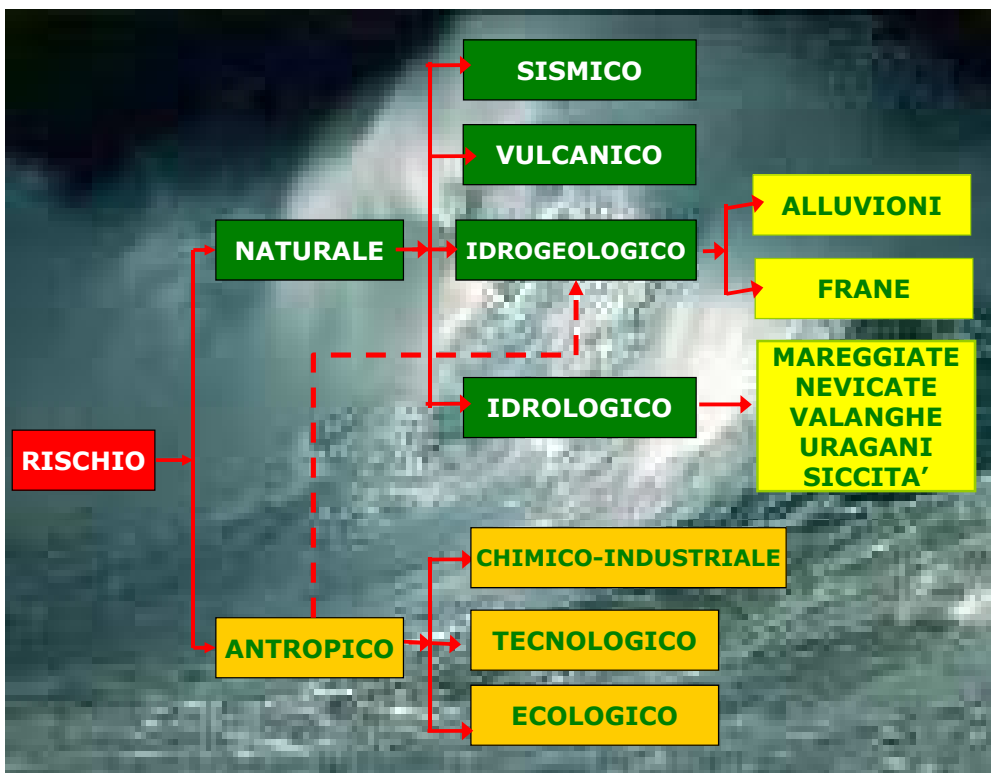 SISMICO
VULCANICO
ALLUVIONI
NATURALE
IDROGEOLOGICO
FRANE
MAREGGIATE
NEVICATE
VALANGHE
URAGANI
SICCITA’
IDROLOGICO
RISCHIO
CHIMICO-INDUSTRIALE
ANTROPICO
TECNOLOGICO
ECOLOGICO